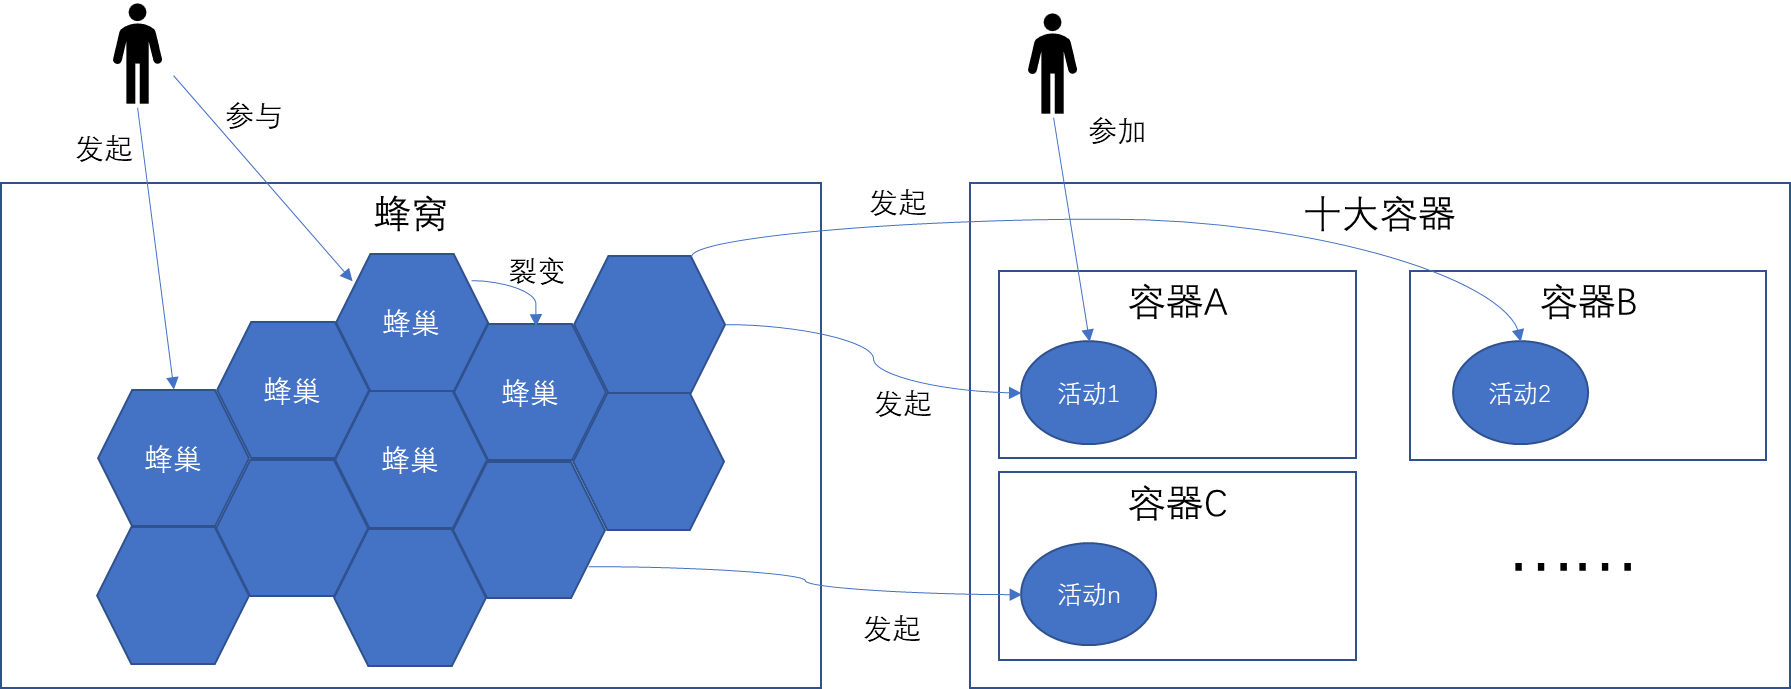 参与
发起
参加
蜂窝
发起
十大容器
裂变
蜂巢
蜂巢
蜂巢
蜂巢
蜂巢
容器A
容器B
活动1
活动2
发起
容器C
活动n
发起
......